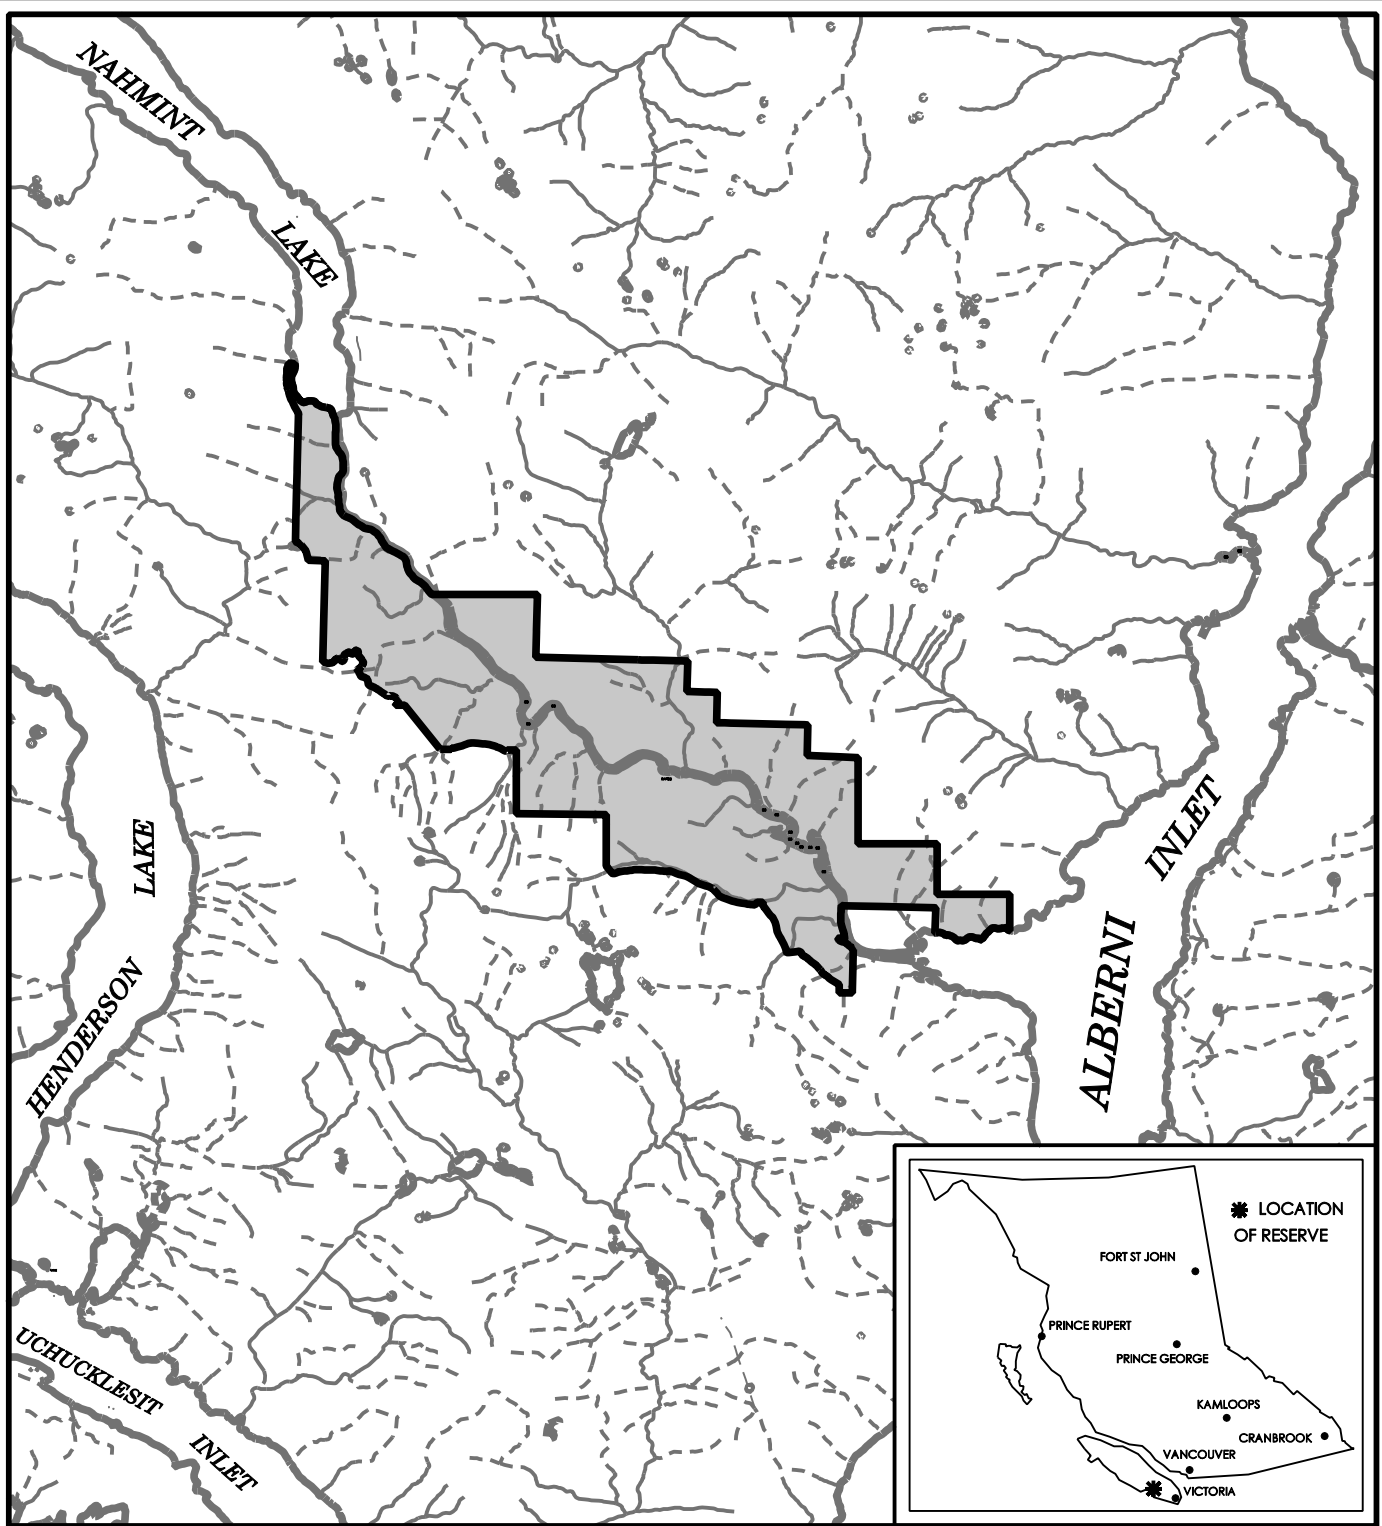 NAHMINT
LAKE
LAKE
HENDERSON
INLET
ALBERNI
UCHUCKLESIT
INLET
LOCATION
OF RESERVE
FORT ST JOHN
PRINCE RUPERT
PRINCE GEORGE
KAMLOOPS
CRANBROOK
VANCOUVER
VICTORIA